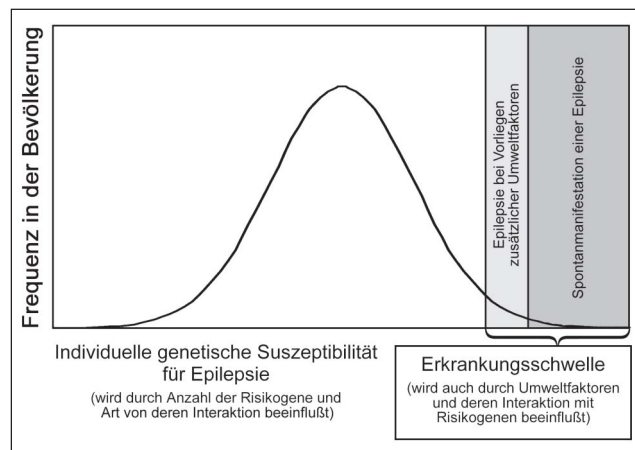 Frequenz in der Bevölkerung
Epilepsie bei Vorliegen
zusätzlicher Umweltfaktoren
Spontanmanifestation einer Epilepsie
Individuelle genetische Suszeptibilität
für Epilepsie
(wird durch Anzahl der Risikogene und
Art von deren Interaktion beeinflußt)
Erkrankungsschwelle
(wird auch durch Umweltfaktoren
und deren Interaktion mit
Risikogenen beeinflußt)